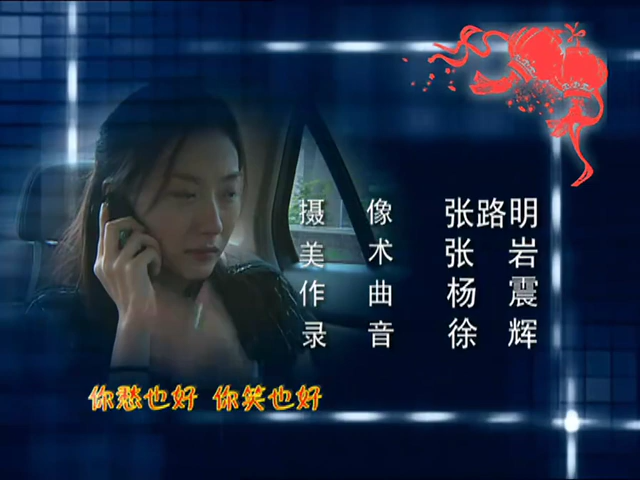 摄 像 张路明
美 术 张 岩
作 曲 杨 震
录 音 徐 辉
你愁也好 你笑也好